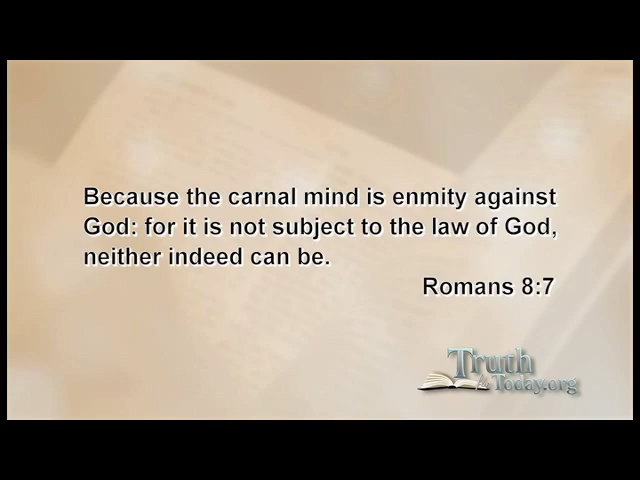 Because the carnal mind is enmity against
God: for it is not subject to the law of God,
neither indeed can be.
Romans 8:7
Truth
for Today.org